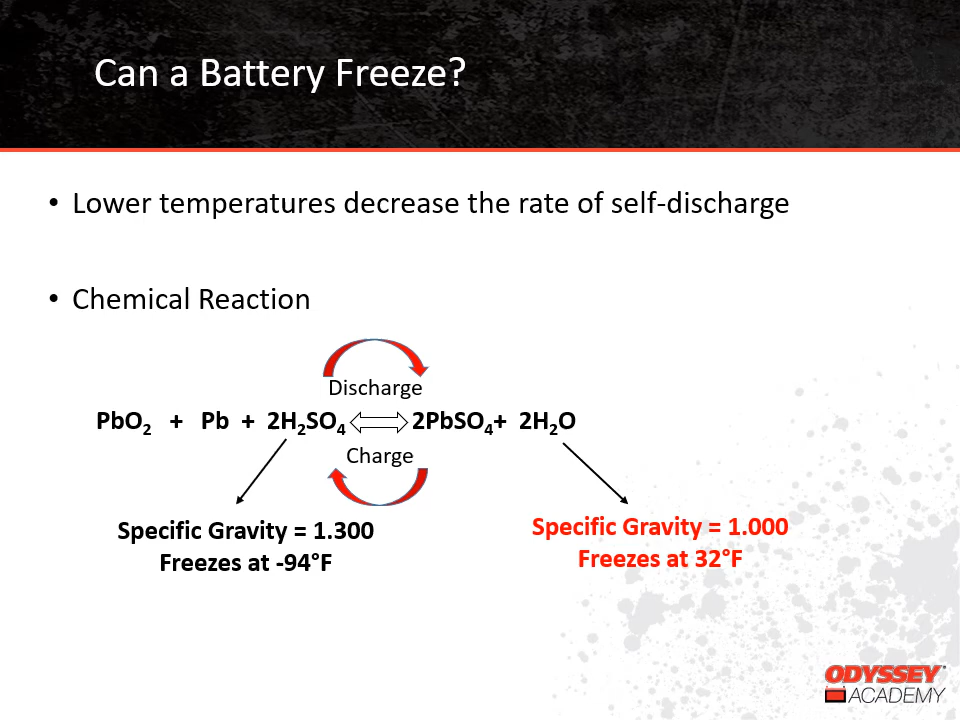 Can a Battery Freeze?
• Lower temperatures decrease the rate of self-discharge
• Chemical Reaction
Discharge
PbO₂ + Pb + 2H₂SO₄ 2PbSO₄+ 2H₂O
Charge
Specific Gravity = 1.300
Freezes at -94°F
Specific Gravity = 1.000
Freezes at 32°F
ODYSSEY
ACADEMY